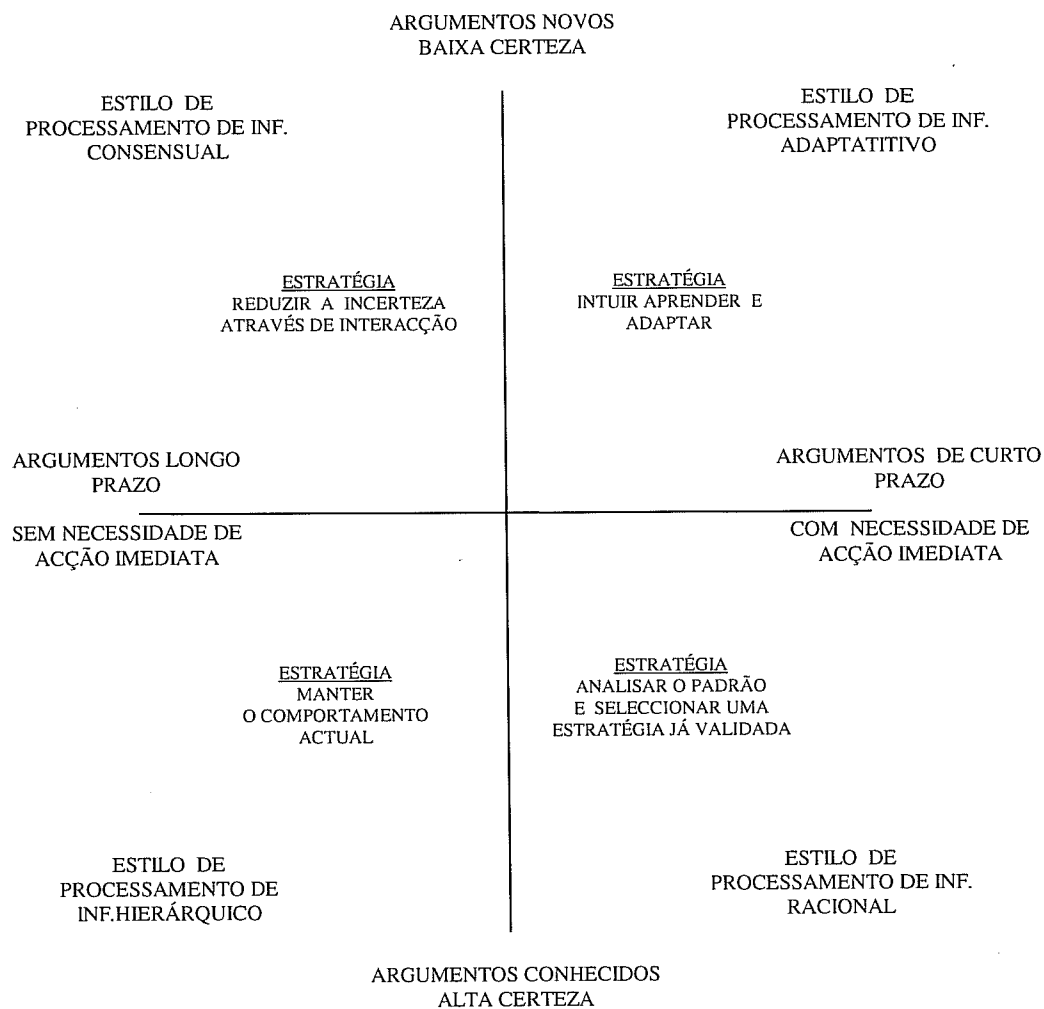 ARGUMENTOS NOVOS
BAIXA CERTEZA
ESTILO DE
PROCESSAMENTO DE INF.
CONSENSUAL
ESTILO DE
PROCESSAMENTO DE INF.
ADAPTATITIVO
ESTRATÉGIA
REDUZIR A INCERTEZA
ATRAVÉS DE INTERACÇÃO
ESTRATÉGIA
INTUIR APRENDER E
ADAPTAR
ARGUMENTOS LONGO
PRAZO
ARGUMENTOS DE CURTO
PRAZO
SEM NECESSIDADE DE
ACÇÃO IMEDIATA
COM NECESSIDADE DE
ACÇÃO IMEDIATA
ESTRATÉGIA
MANTER
O COMPORTAMENTO
ACTUAL
ESTRATÉGIA
ANALISAR O PADRÃO
E SELECCIONAR UMA
ESTRATÉGIA JÁ VALIDADA
ESTILO DE
PROCESSAMENTO DE
INF.HIERÁRQUICO
ESTILO DE
PROCESSAMENTO DE INF.
RACIONAL
ARGUMENTOS CONHECIDOS
ALTA CERTEZA